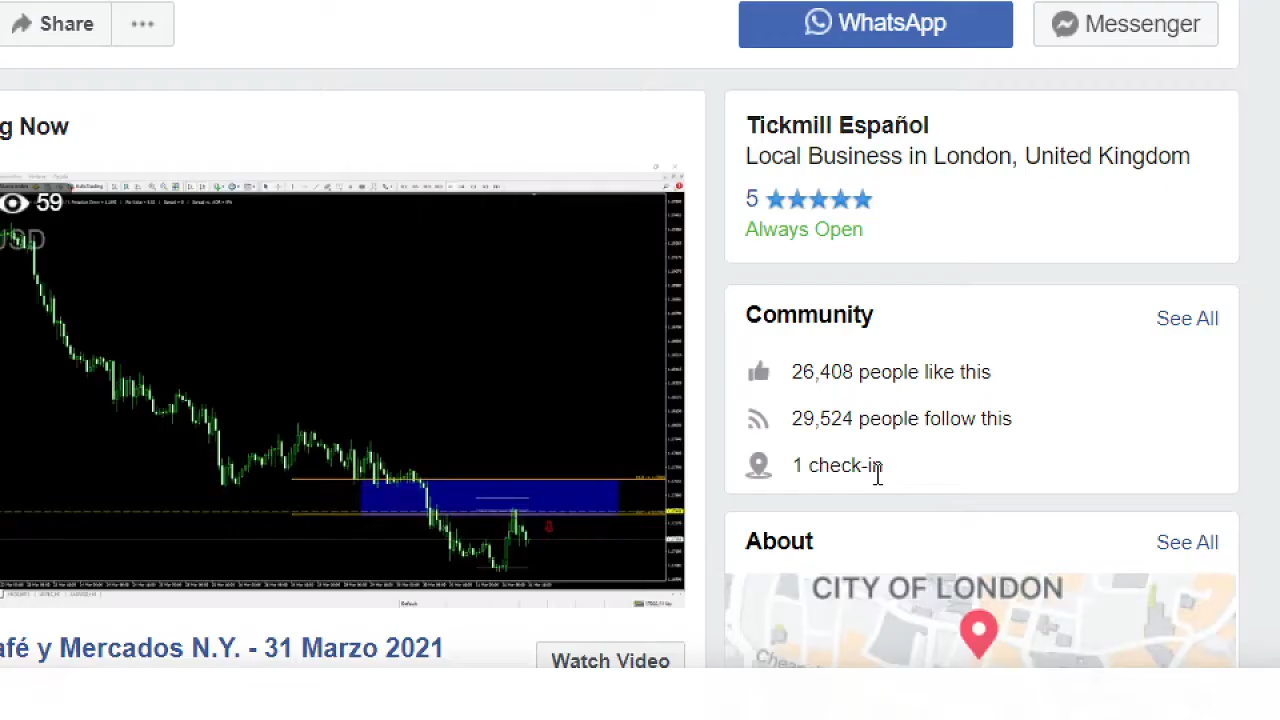 Share
WhatsApp
Messenger
g Now
59
USD
Tickmill Español
Local Business in London, United Kingdom
5
Always Open
Community
See All
26,408 people like this
29,524 people follow this
1 check-in
About
See All
CITY OF LONDON
afé y Mercados N.Y. - 31 Marzo 2021
Watch Video